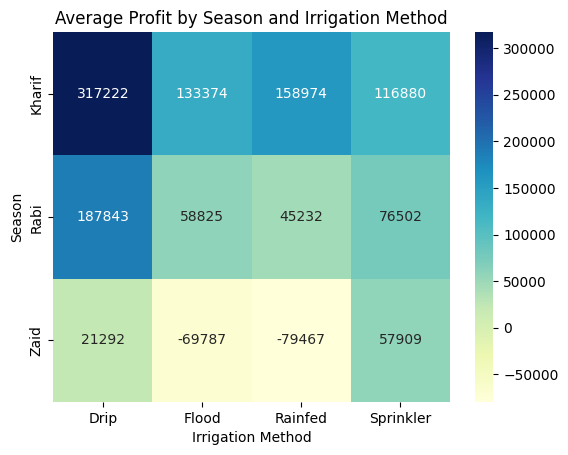 Average Profit by Season and Irrigation Method
Season
Kharif
317222 133374 158974 116880
Rabi
187843 58825 45232 76502
Zaid
21292 -69787 -79467 57909
Drip Flood Rainfed Sprinkler
Irrigation Method
300000
250000
200000
150000
100000
50000
0
−50000